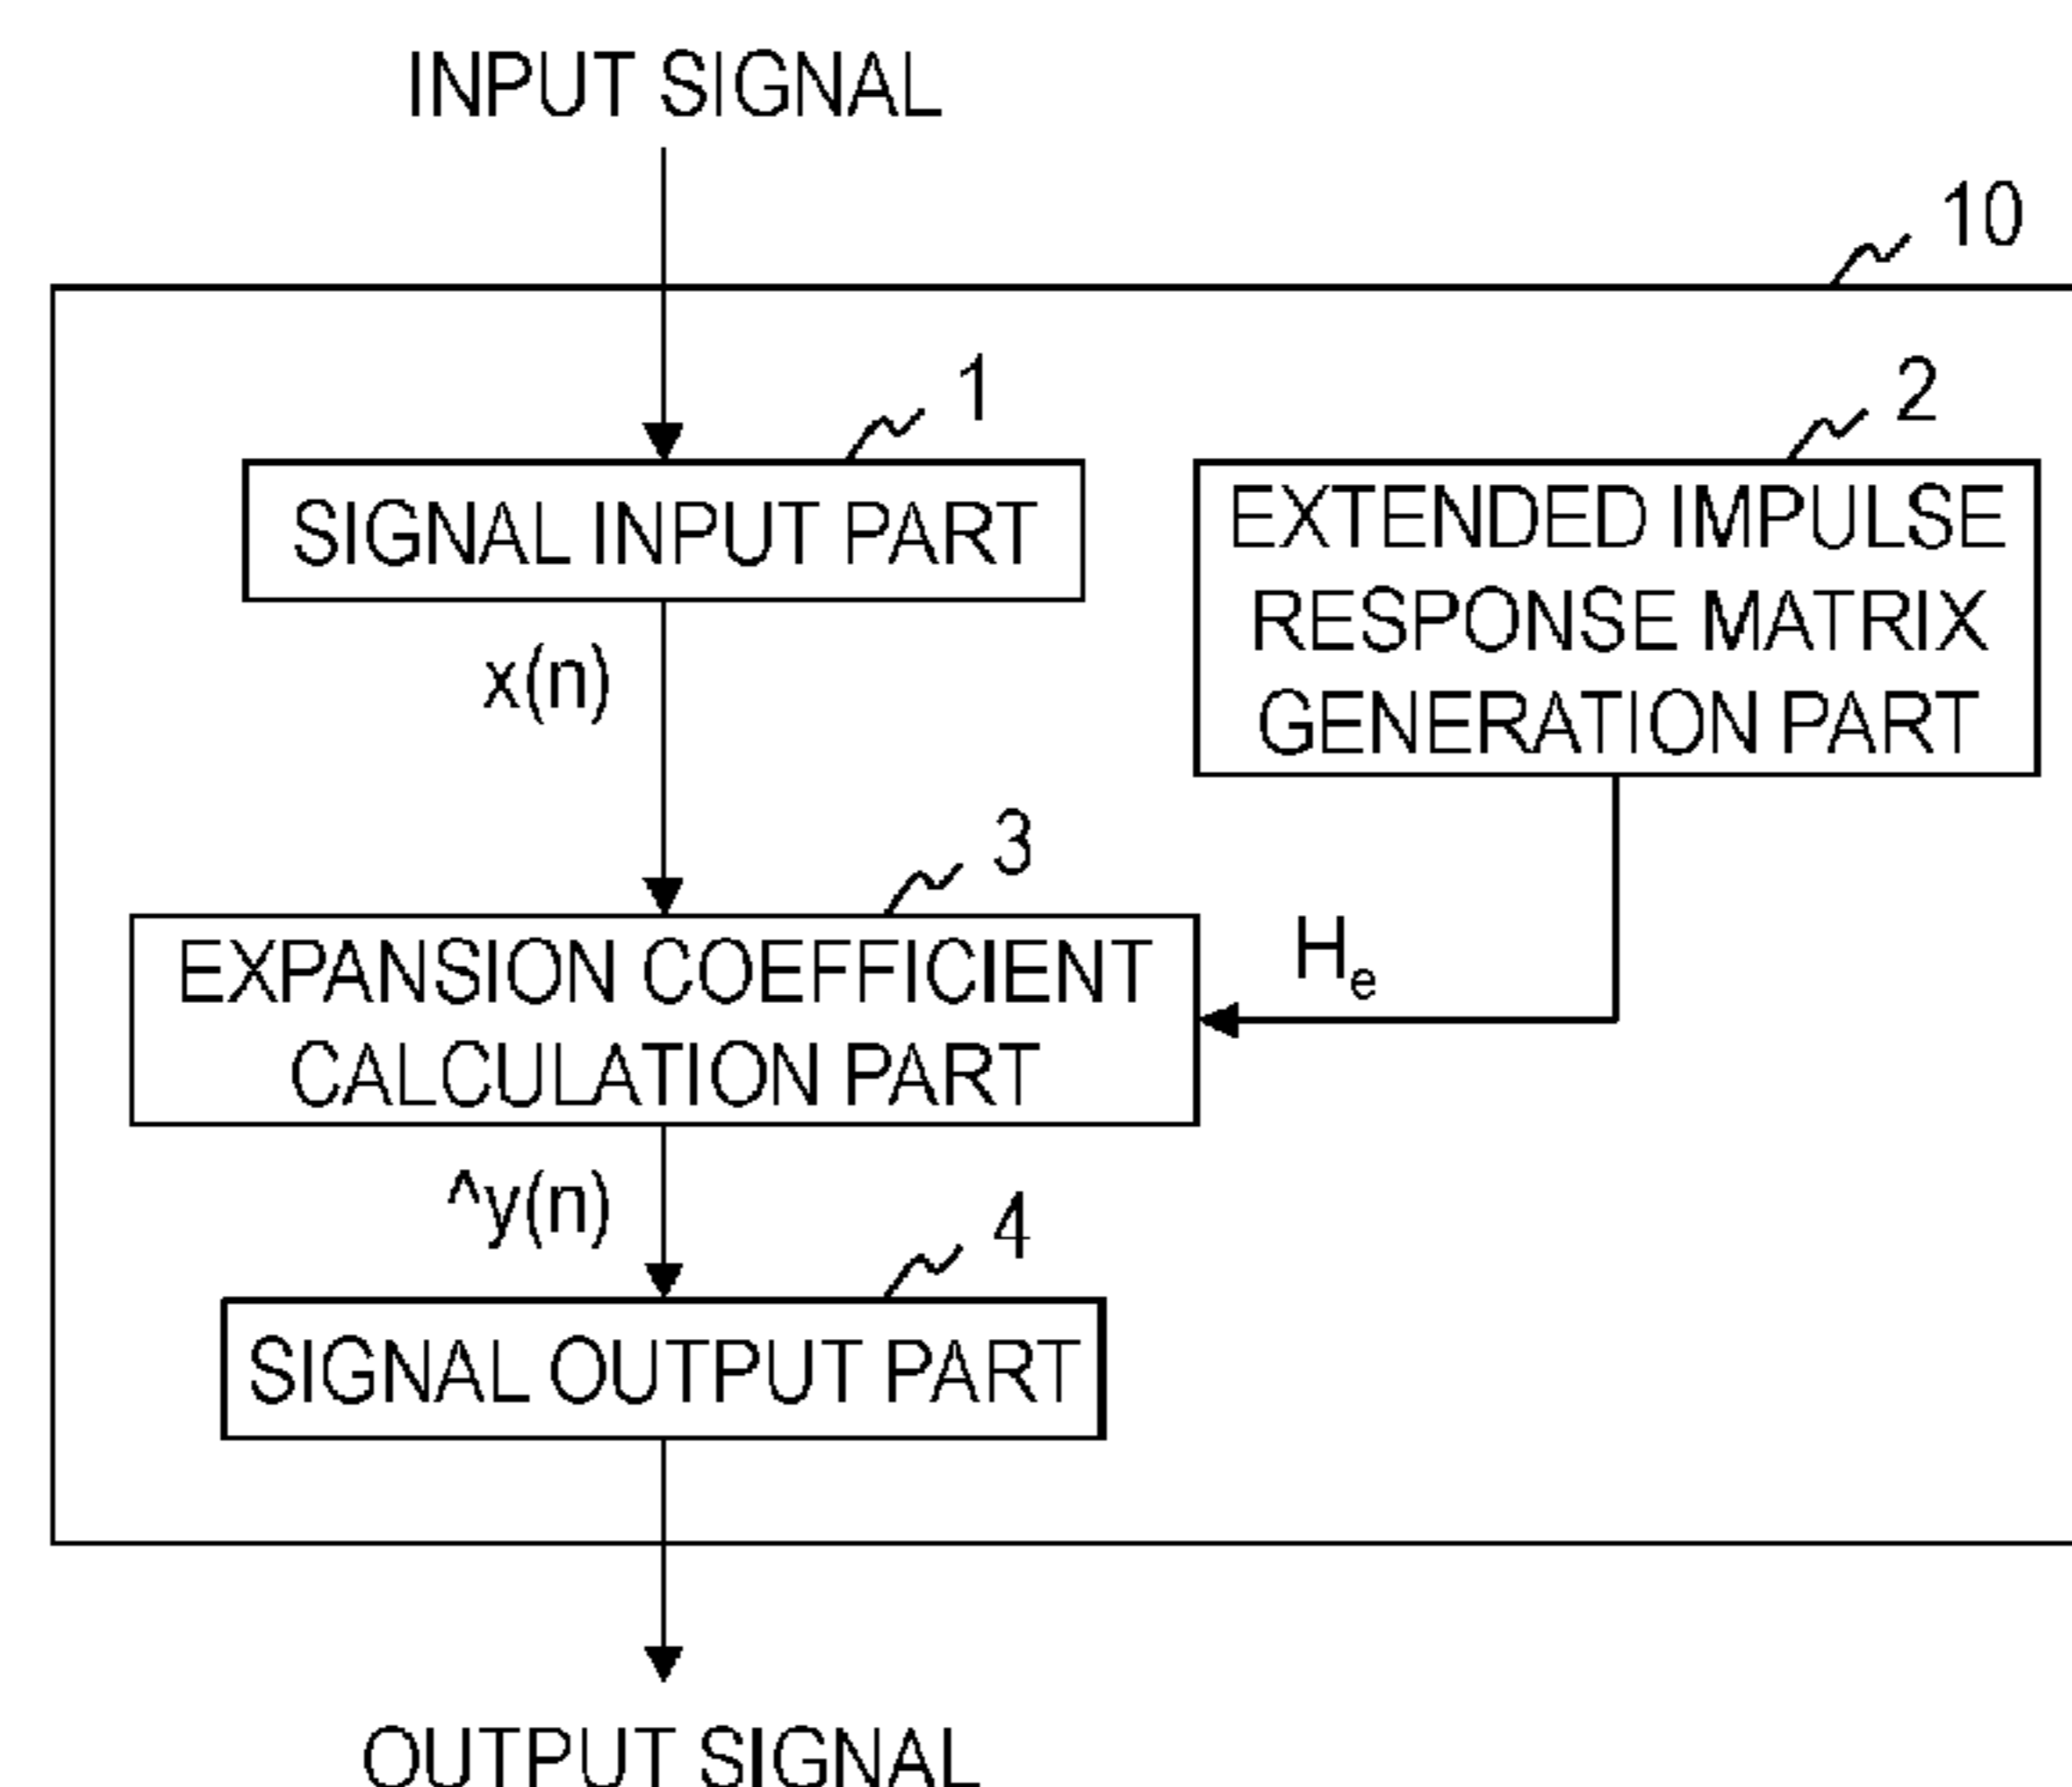 INPUT SIGNAL
10
1
2
SIGNAL INPUT PART
EXTENDED IMPULSE
RESPONSE MATRIX
GENERATION PART
x(n)
3
EXPANSION COEFFICIENT
CALCULATION PART
He
^y(n)
4
SIGNAL OUTPUT PART
OUTPUT SIGNAL